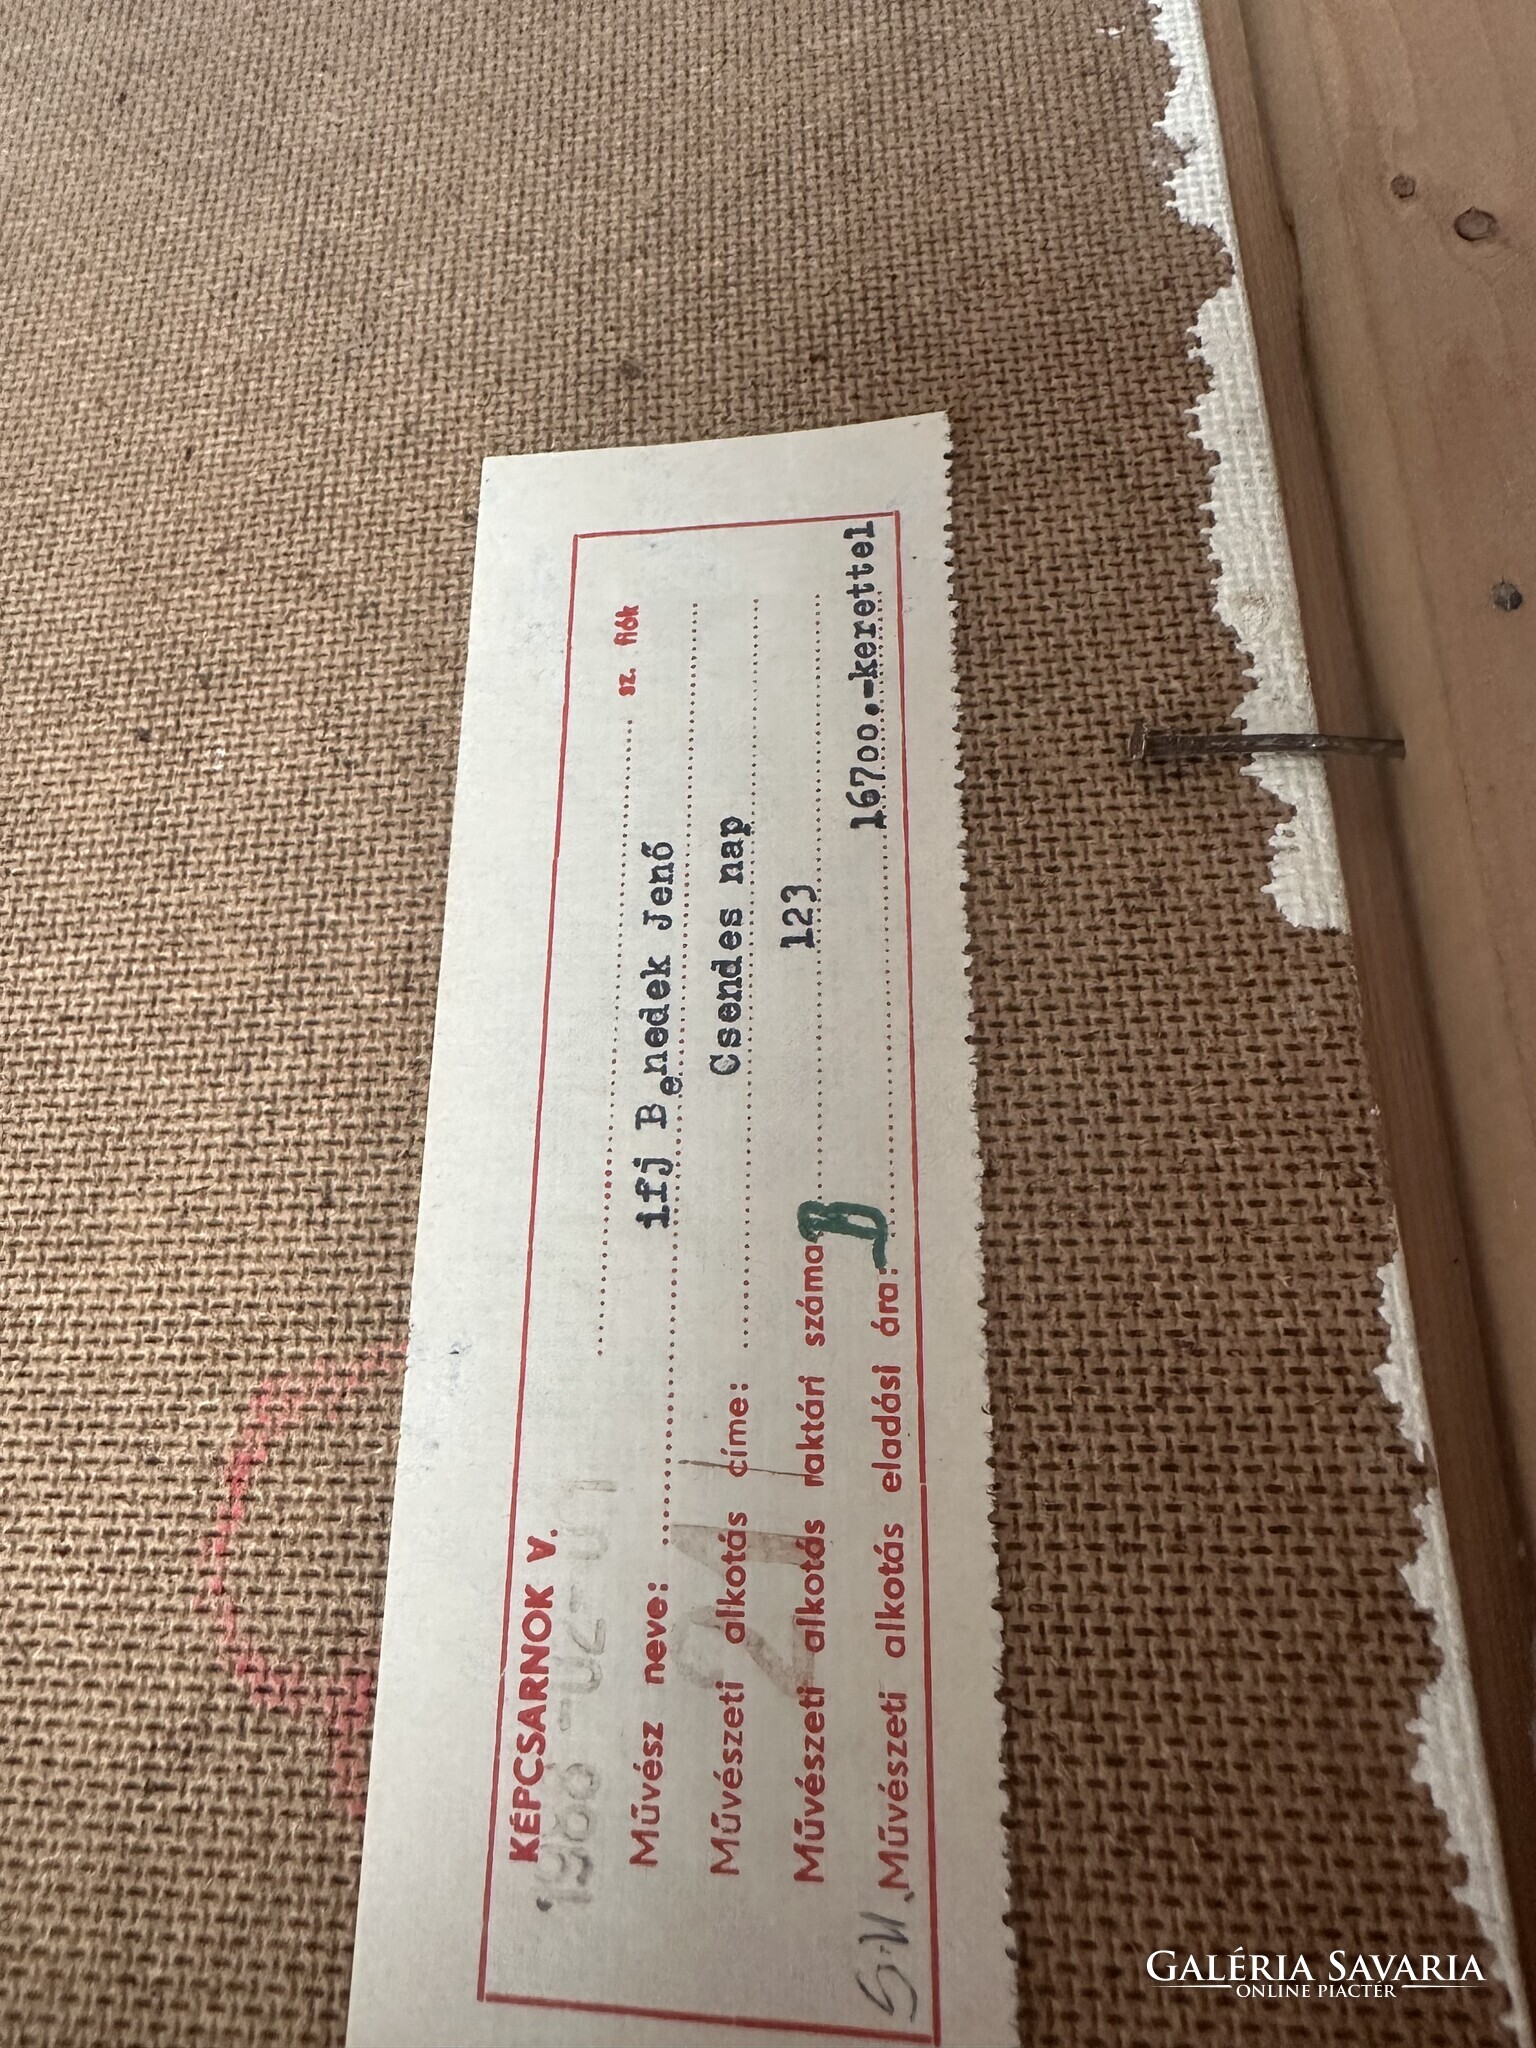 KÉPCSARNOK V.
sz. fiók
Művész neve: ifj Benedek Jenő
Művészeti alkotás címe: Csendes nap
Művészeti alkotás raktári száma 123
Művészeti alkotás eladási ára: 16700.-kerettel
B
GALÉRIA SAVARIA
ONLINE PIACTÉR